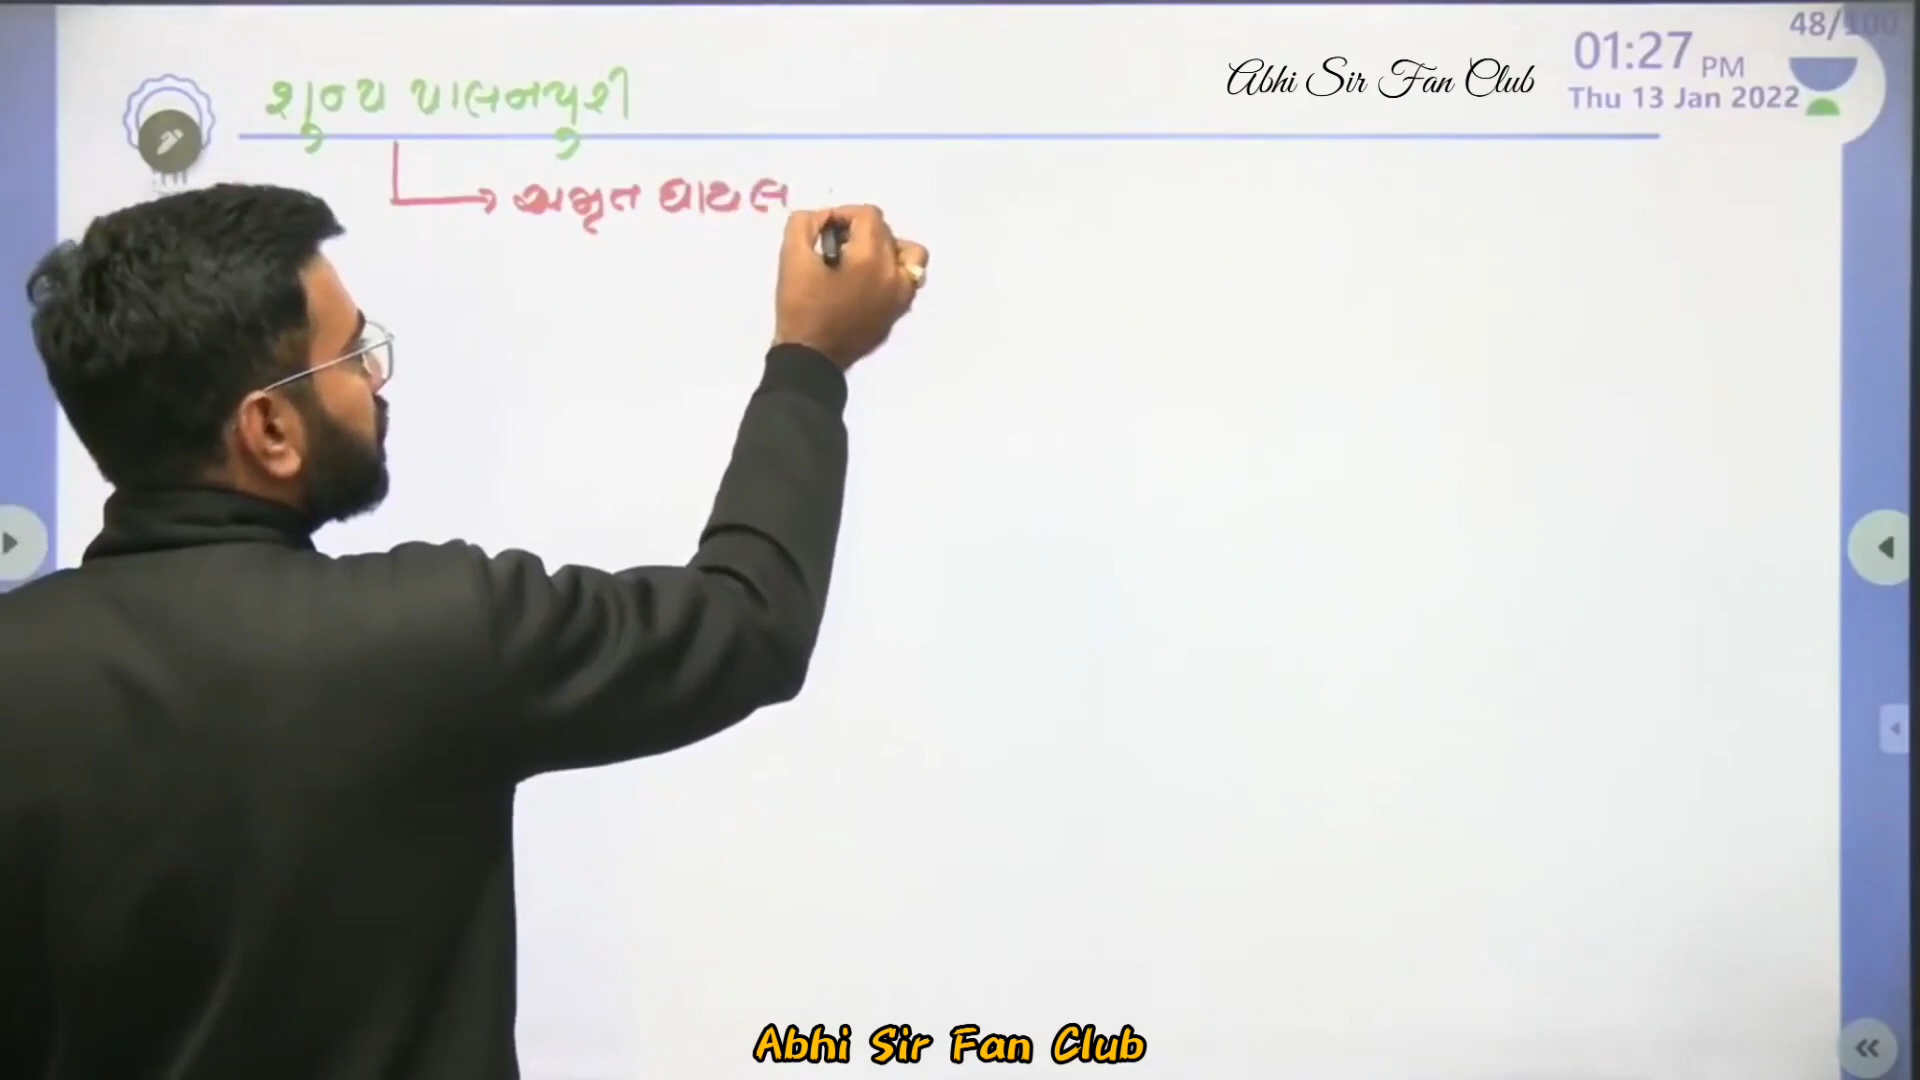 48/100
01:27 PM
Abhi Sir Fan Club
Thu 13 Jan 2022
શૂન્ય પાલનપુરી
અમૃત ઘાયલ
Abhi Sir Fan Club